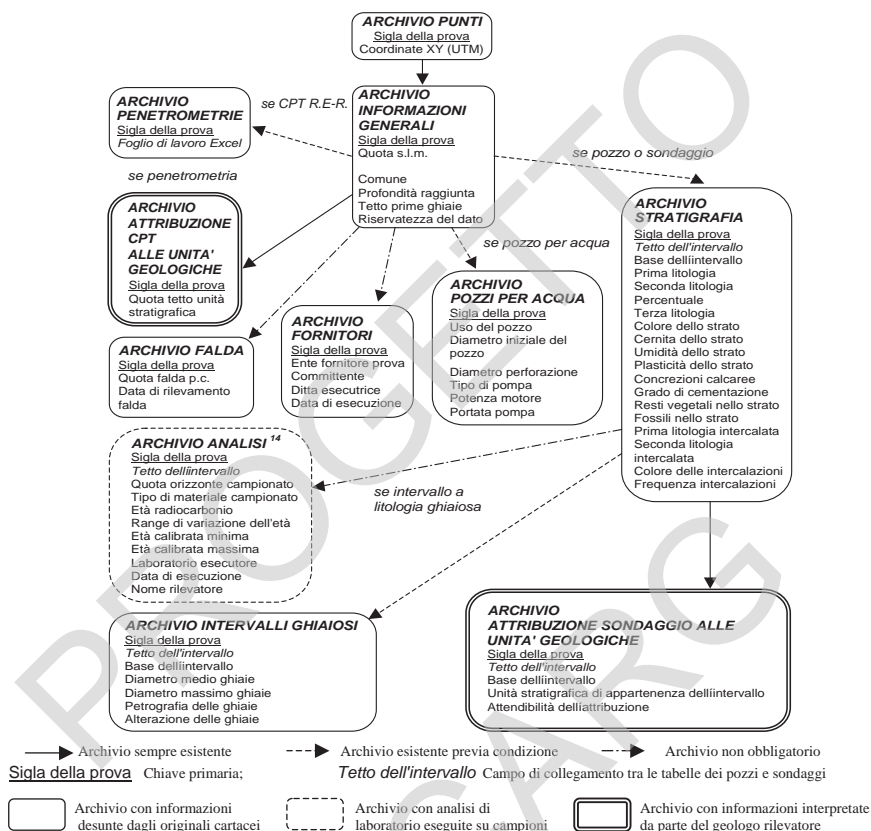 ARCHIVIO PUNTI
Sigla della prova
Coordinate XY (UTM)
ARCHIVIO
PENETROMETRIE
Sigla della prova
Foglio di lavoro Excel
se CPT R.E-R.
ARCHIVIO
INFORMAZIONI
GENERALI
Sigla della prova
Quota s.l.m.
Comune
Profondità raggiunta
Tetto prime ghiaie
Riservatezza del dato
se pozzo o sondaggio
se penetrometria
ARCHIVIO
ATTRIBUZIONE
CPT
ALLE UNITA'
GEOLOGICHE
Sigla della prova
Quota tetto unità
stratigrafica
se pozzo per acqua
ARCHIVIO
STRATIGRAFIA
Sigla della prova
Tetto dell'intervallo
Base dellíintervallo
Prima litologia
Seconda litologia
Percentuale
Terza litologia
Colore dello strato
Cernita dello strato
Umidità dello strato
Plasticità dello strato
Concrezioni calcaree
Grado di cementazione
Resti vegetali nello strato
Fossili nello strato
Prima litologia intercalata
Seconda litologia
intercalata
Colore delle intercalazioni
Frequenza intercalazioni
ARCHIVIO
POZZI PER ACQUA
Sigla della prova
Uso del pozzo
Diametro iniziale del
pozzo
Diametro perforazione
Tipo di pompa
Potenza motore
Portata pompa
ARCHIVIO
FORNITORI
Sigla della prova
Ente fornitore prova
Committente
Ditta esecutrice
Data di esecuzione
ARCHIVIO FALDA
Sigla della prova
Quota falda p.c.
Data di rilevamento
falda
ARCHIVIO ANALISI 14
Sigla della prova
Tetto dellíintervallo
Quota orizzonte campionato
Tipo di materiale campionato
Età radiocarbonio
Range di variazione dell'età
Età calibrata minima
Età calibrata massima
Laboratorio esecutore
Data di esecuzione
Nome rilevatore
se intervallo a
litologia ghiaiosa
ARCHIVIO INTERVALLI GHIAIOSI
Sigla della prova
Tetto dell'intervallo
Base dellíintervallo
Diametro medio ghiaie
Diametro massimo ghiaie
Petrografia delle ghiaie
Alterazione delle ghiaie
ARCHIVIO
ATTRIBUZIONE SONDAGGIO ALLE
UNITA' GEOLOGICHE
Sigla della prova
Tetto dell'intervallo
Base dellíintervallo
Unità stratigrafica di appartenenza dellíintervallo
Attendibilità dellíattribuzione
Archivio sempre esistente
Archivio esistente previa condizione
Archivio non obbligatorio
Sigla della prova Chiave primaria;
Tetto dell'intervallo Campo di collegamento tra le tabelle dei pozzi e sondaggi
Archivio con informazioni
desunte dagli originali cartacei
Archivio con analisi di
laboratorio eseguite su campioni
Archivio con informazioni interpretate
da parte del geologo rilevatore
PROGETTO
CARG